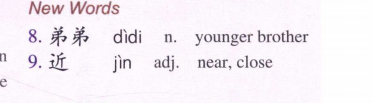 New Words
8. 弟弟 dìdi n. younger brother
n 9. 近 jìn adj. near, close
e